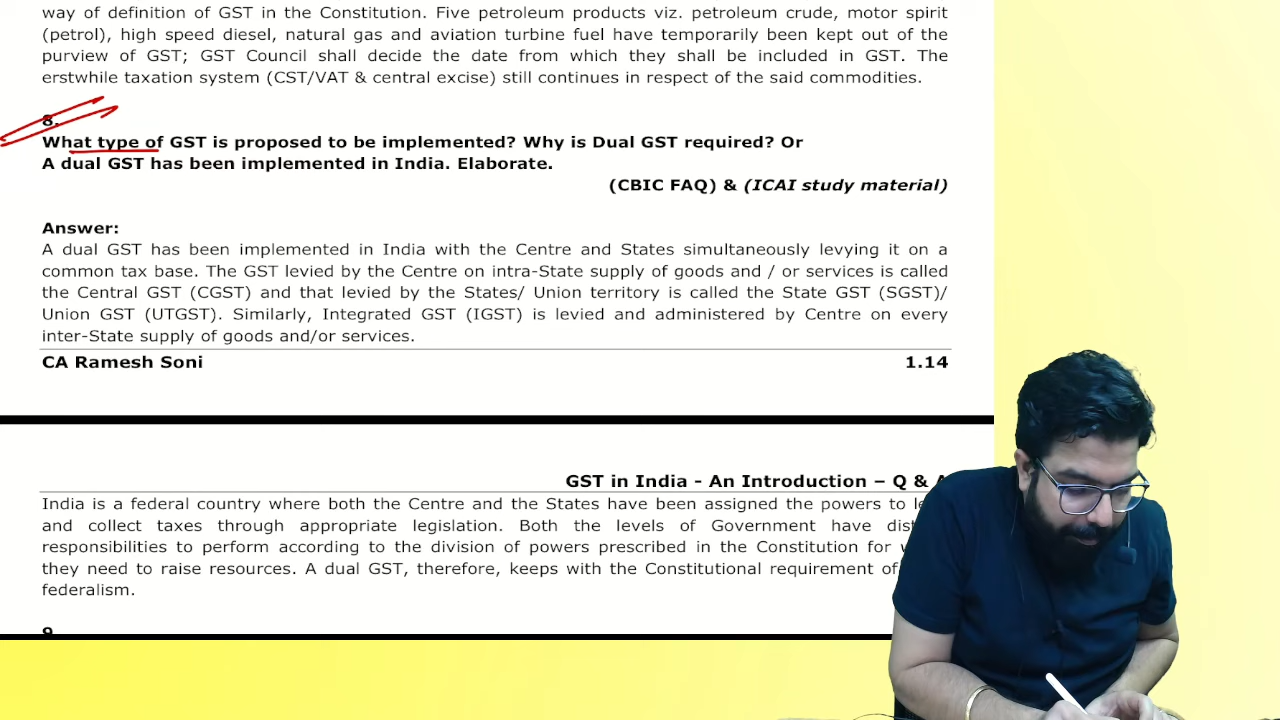 way of definition of GST in the Constitution. Five petroleum products viz. petroleum crude, motor spirit
(petrol), high speed diesel, natural gas and aviation turbine fuel have temporarily been kept out of the
purview of GST; GST Council shall decide the date from which they shall be included in GST. The
erstwhile taxation system (CST/VAT & central excise) still continues in respect of the said commodities.
8.
What type of GST is proposed to be implemented? Why is Dual GST required? Or
A dual GST has been implemented in India. Elaborate.
(CBIC FAQ) & (ICAI study material)
Answer:
A dual GST has been implemented in India with the Centre and States simultaneously levying it on a
common tax base. The GST levied by the Centre on intra-State supply of goods and / or services is called
the Central GST (CGST) and that levied by the States/ Union territory is called the State GST (SGST)/
Union GST (UTGST). Similarly, Integrated GST (IGST) is levied and administered by Centre on every
inter-State supply of goods and/or services.
CA Ramesh Soni 1.14
GST in India - An Introduction – Q & A
India is a federal country where both the Centre and the States have been assigned the powers to
and collect taxes through appropriate legislation. Both the levels of Government have
responsibilities to perform according to the division of powers prescribed in the Constitution for
they need to raise resources. A dual GST, therefore, keeps with the Constitutional requirement of
federalism.
9